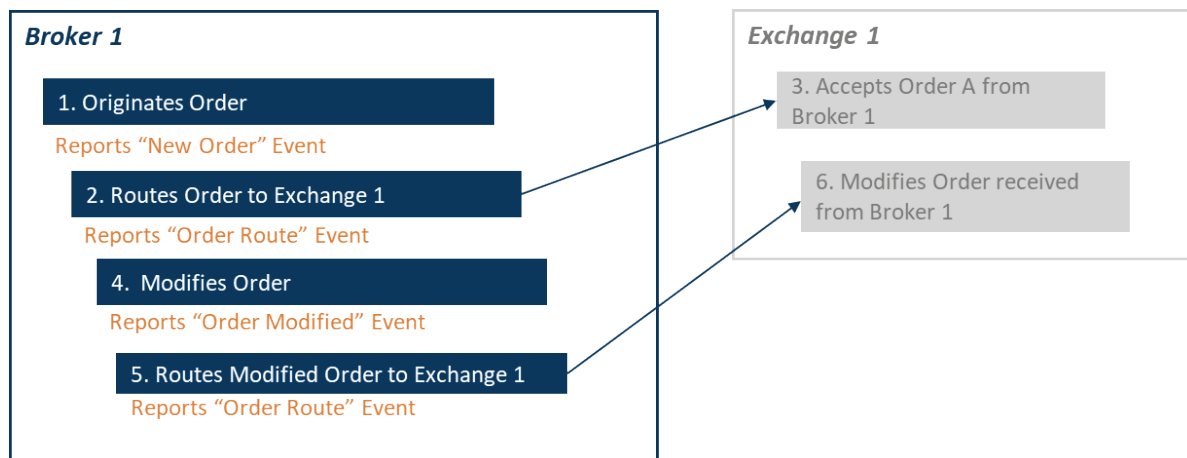 Broker 1
1. Originates Order
Reports “New Order” Event
2. Routes Order to Exchange 1
Reports “Order Route” Event
4.  Modifies Order
Reports “Order Modified” Event
5. Routes Modified Order to Exchange 1
Reports “Order Route” Event
Exchange 1
3. Accepts Order A from
Broker 1
6. Modifies Order received
from Broker 1